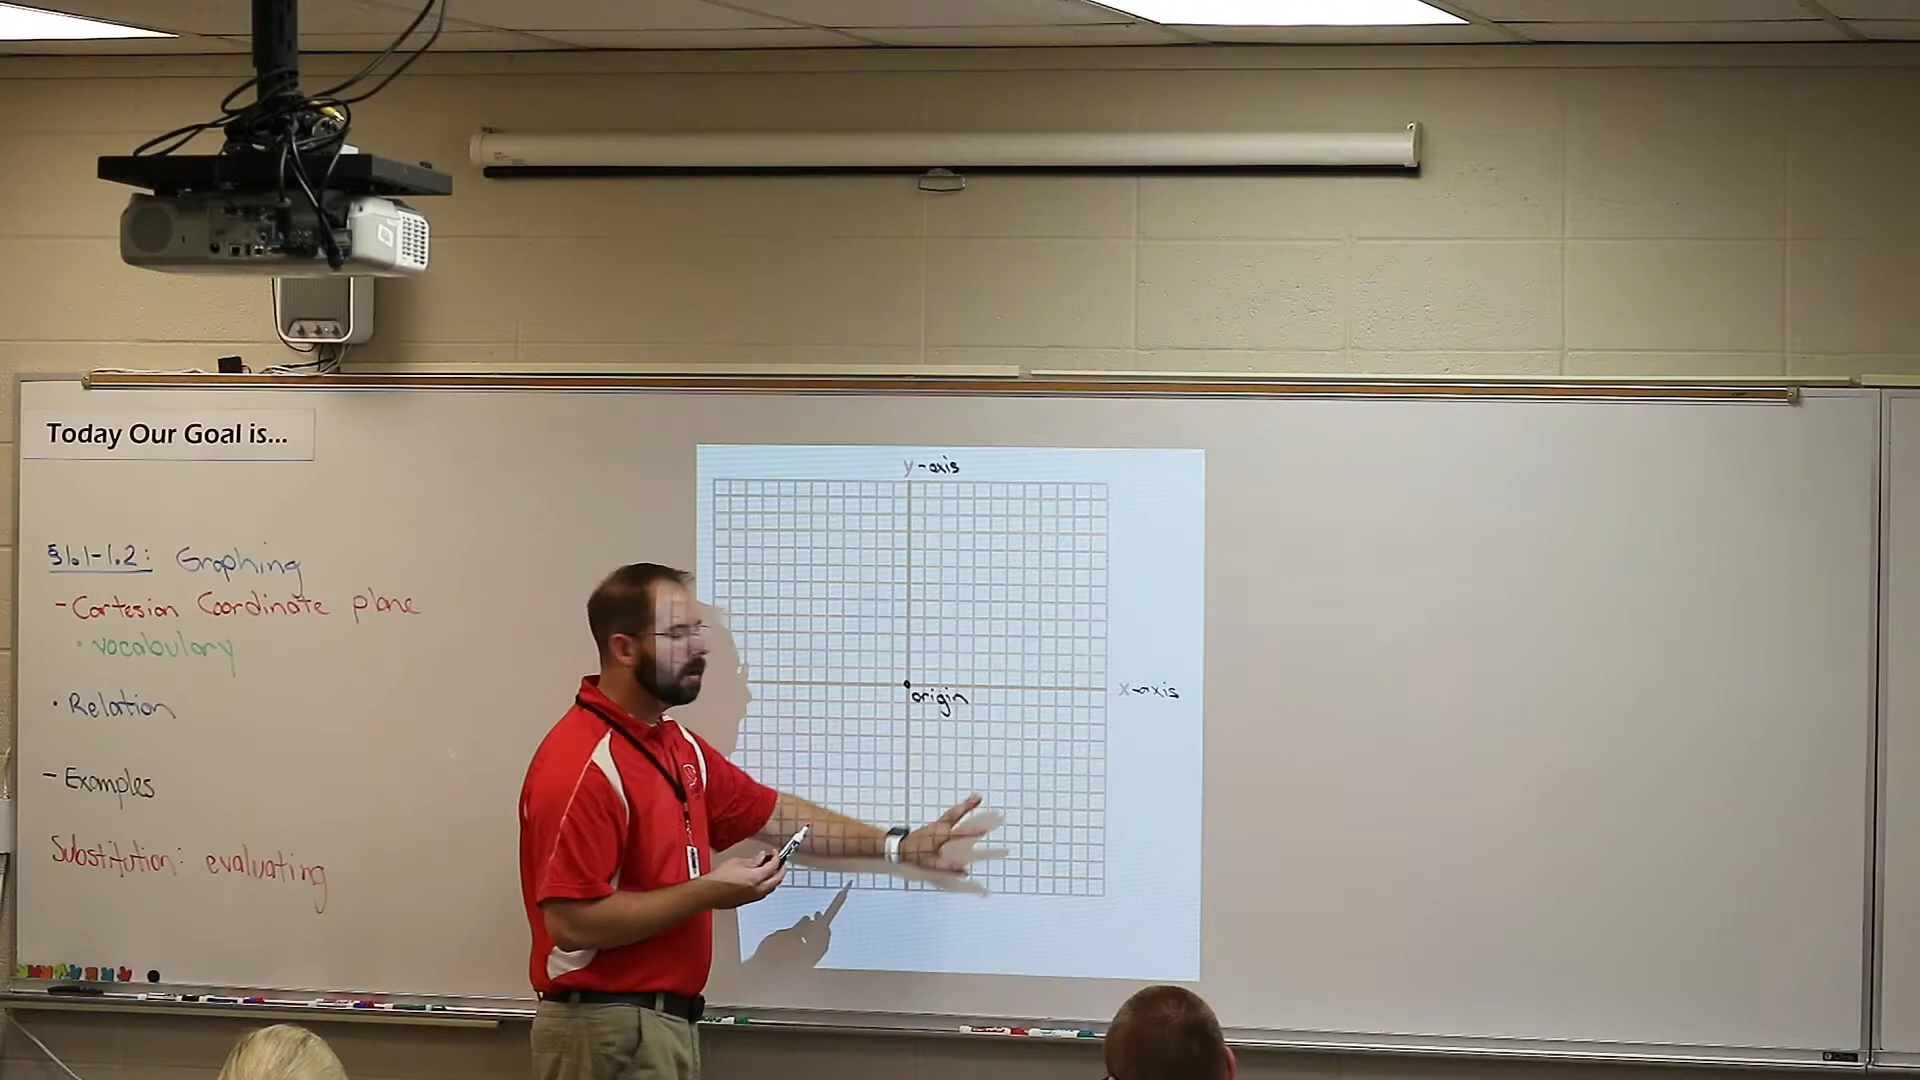 Today Our Goal is...
§1.1-1.2: Graphing
- Cartesian Coordinate plane
• vocabulary
• Relation
- Examples
Substitution: evaluating
y-axis
origin
x-axis